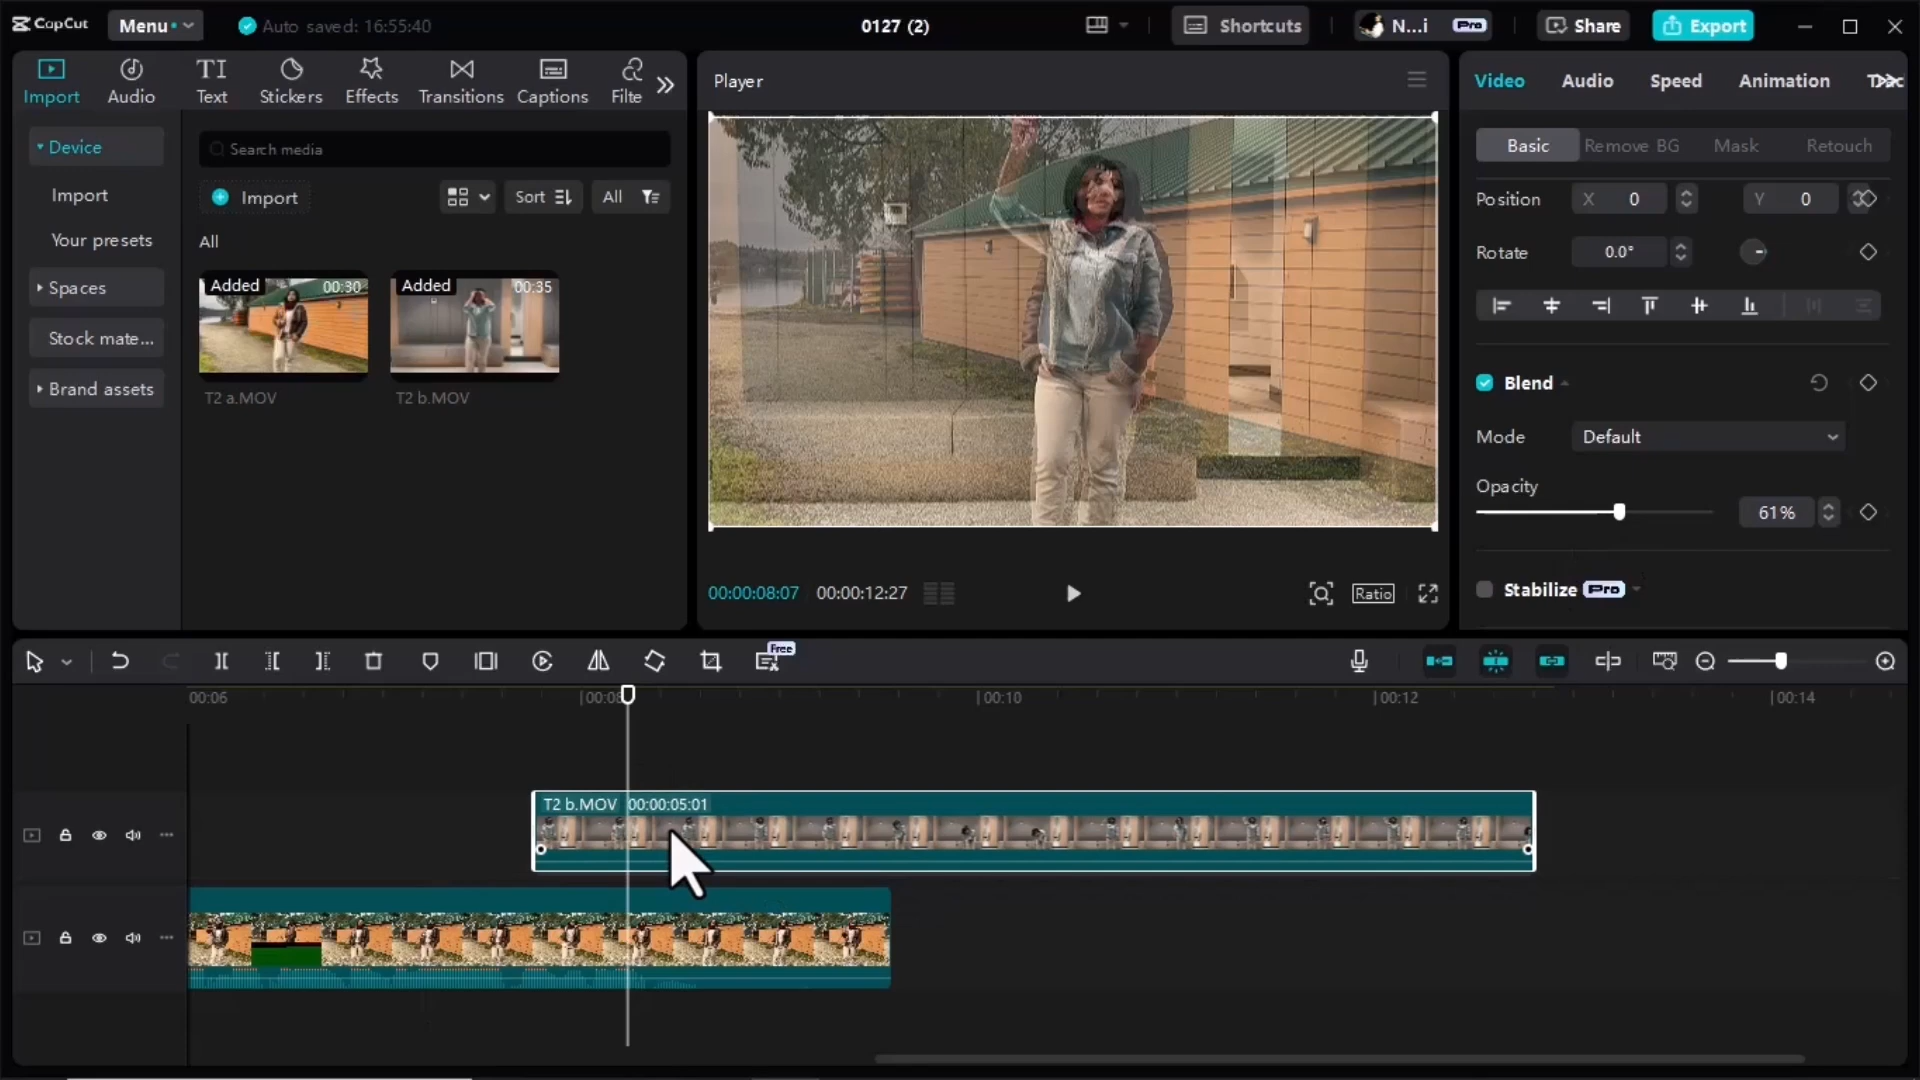 CapCut
Menu
Auto saved: 16:55:40
0127 (2)
Shortcuts
N...i
Pro
Share
Export
Import
Audio
Text
Stickers
Effects
Transitions
Captions
Filte
Player
Video
Audio
Speed
Animation
Device
Import
Your presets
Spaces
Stock mate...
Brand assets
Search media
Import
Sort
All
All
Added
00:30
T2 a.MOV
Added
00:35
T2 b.MOV
00:00:08:07
00:00:12:27
Ratio
Basic
Remove BG
Mask
Retouch
Position
X
0
Y
0
Rotate
0.0°
Blend
Mode
Default
Opacity
61%
Stabilize
Pro
Free
00:06
00:08
00:10
00:12
00:14
T2 b.MOV 00:00:05:01